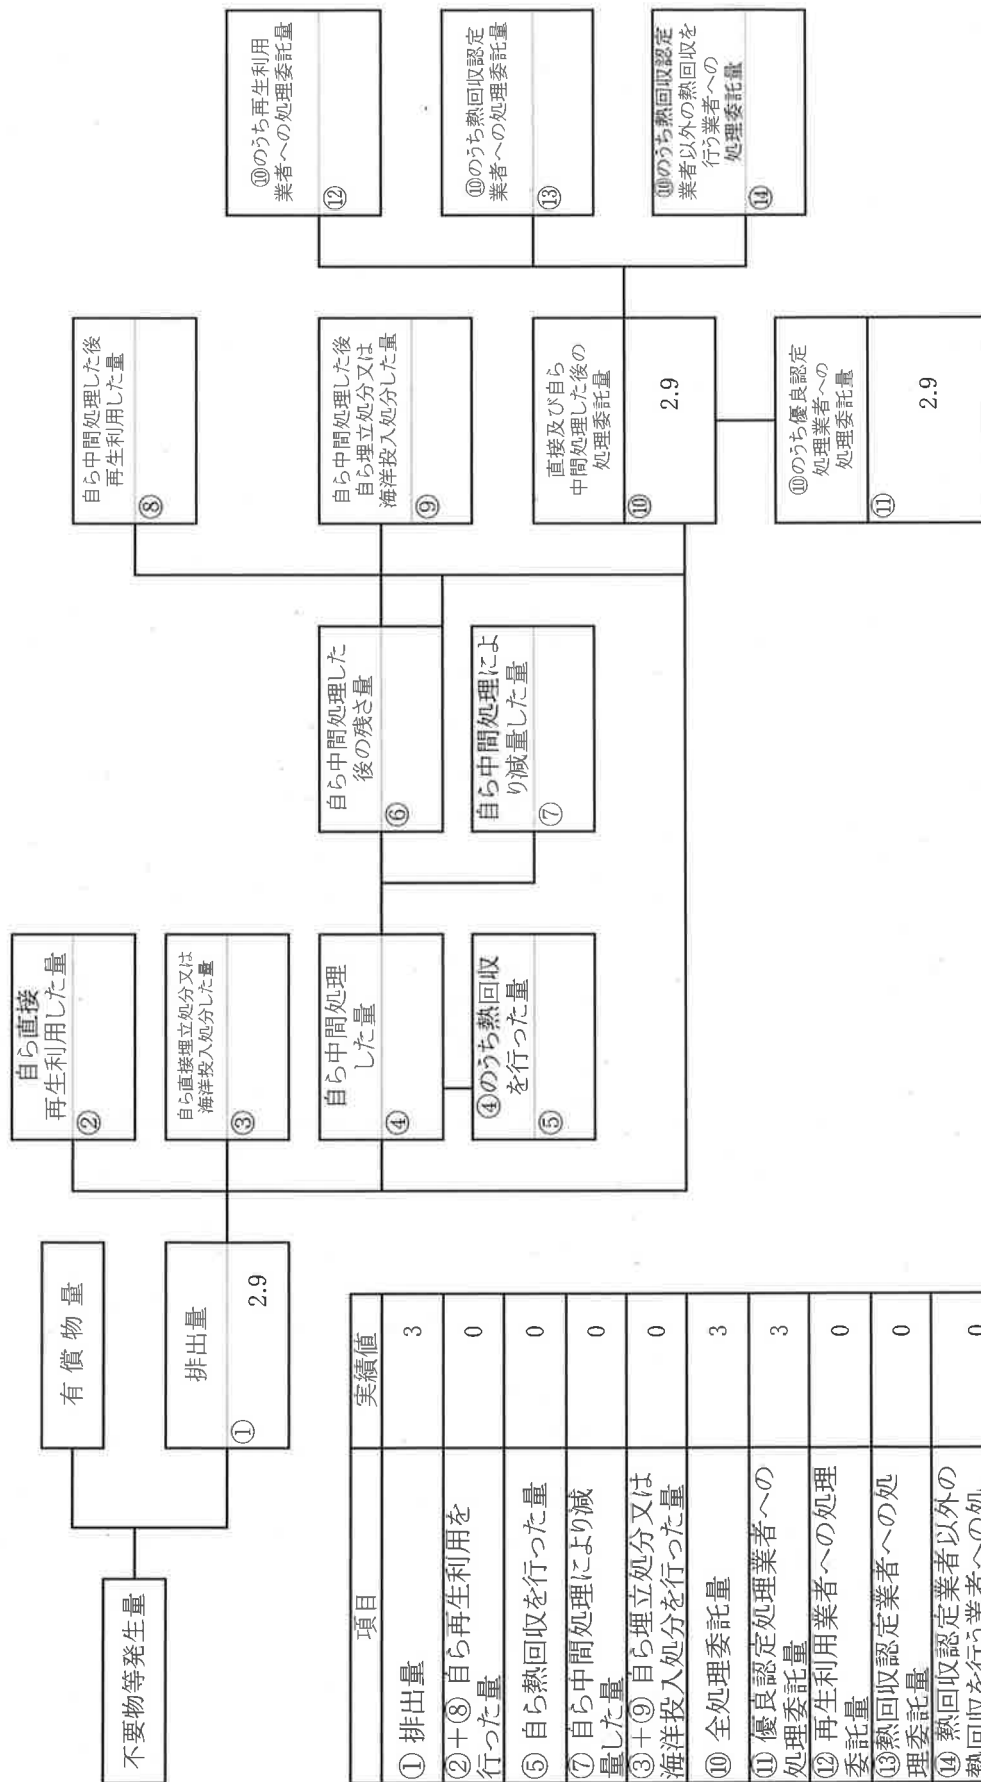 不要物等発生量
有償物量
排出量
①
2.9
自ら直接
再生利用した量
②
自ら直接埋立処分又は
海洋投入処分した量
③
自ら中間処理
した量
④
④のうち熱回収
を行った量
⑤
自ら中間処理した
後の残さ量
⑥
自ら中間処理によ
り減量した量
⑦
自ら中間処理した後
再生利用した量
⑧
自ら中間処理した後
自ら埋立処分又は
海洋投入処分した量
⑨
直接及び自ら
中間処理した後の
処理委託量
⑩
2.9
⑩のうち優良認定
処理業者への
処理委託量
⑪
2.9
⑩のうち再生利用
業者への処理委託量
⑫
⑩のうち熱回収認定
業者への処理委託量
⑬
⑩のうち熱回収認定
業者以外の熱回収を
行う業者への
処理委託量
⑭
項目 実績値
① 排出量 3
②+⑧ 自ら再生利用を
行った量 0
⑤ 自ら熱回収を行った量 0
⑦ 自ら中間処理により減
量した量 0
③+⑨ 自ら埋立処分又は
海洋投入処分を行った量 0
⑩ 全処理委託量 3
⑪ 優良認定処理業者への
処理委託量 3
⑫ 再生利用業者への処理
委託量 0
⑬熱回収認定業者への処
理委託量 0
⑭ 熱回収認定業者以外の
熱回収を行う業者への処 0